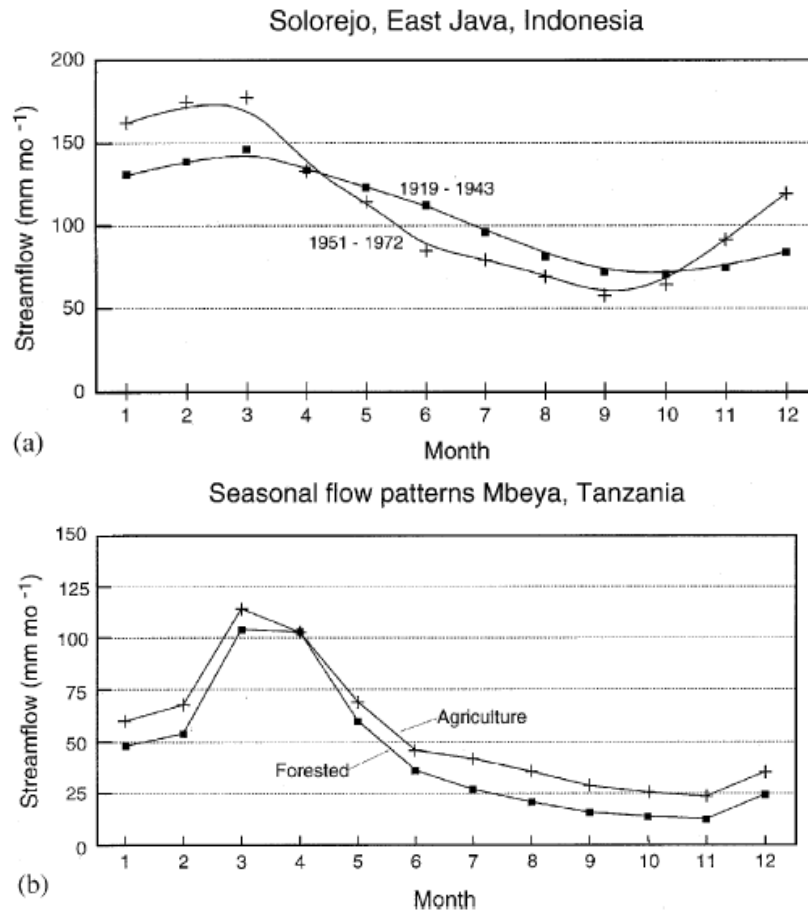 Solorejo, East Java, Indonesia
Streamflow (mm mo -1)
200
150
100
50
0
1919 - 1943
1951 - 1972
1 2 3 4 5 6 7 8 9 10 11 12
Month
(a)
Seasonal flow patterns Mbeya, Tanzania
Streamflow (mm mo -1)
150
125
100
75
50
25
0
Agriculture
Forested
1 2 3 4 5 6 7 8 9 10 11 12
Month
(b)